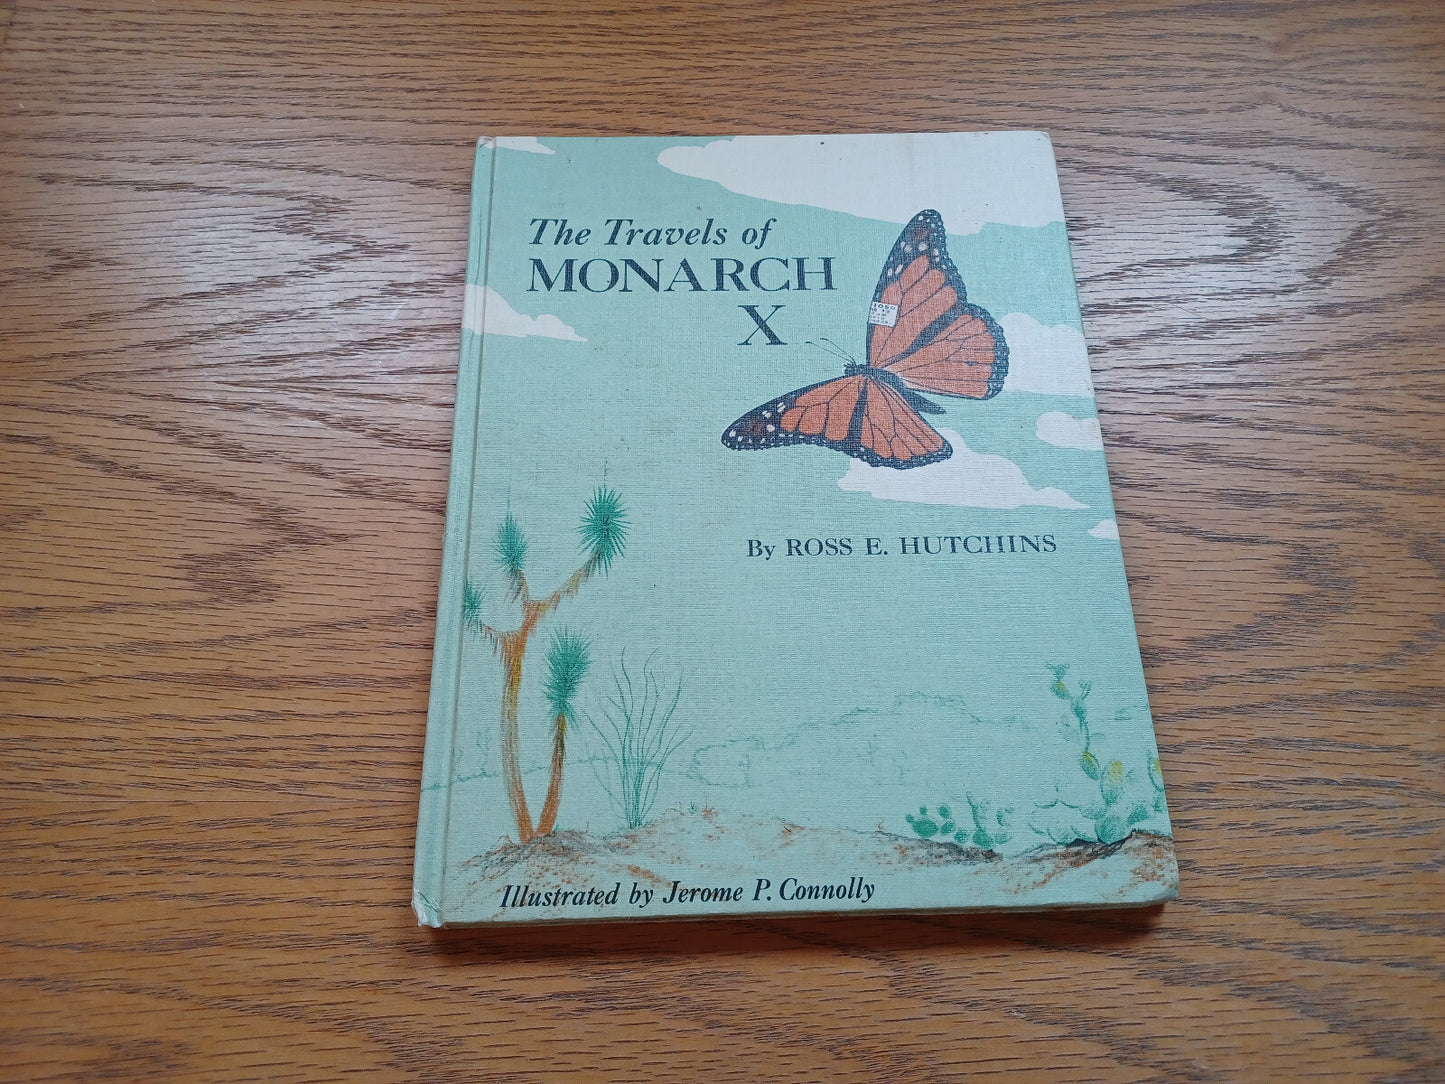 The Travels of
MONARCH
X
By ROSS E. HUTCHINS
Illustrated by Jerome P. Connolly